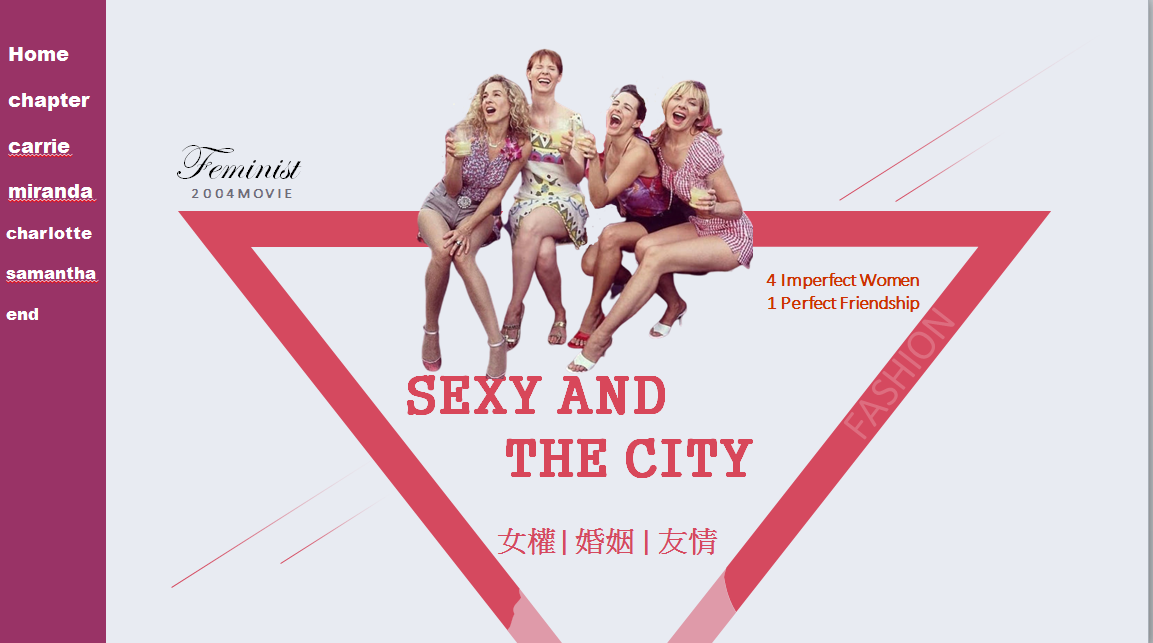 Home
chapter
carrie
miranda
charlotte
samantha
end
Feminist
2004MOVIE
4 Imperfect Women
1 Perfect Friendship
FASHION
SEXY AND
THE CITY
女權 | 婚姻 | 友情